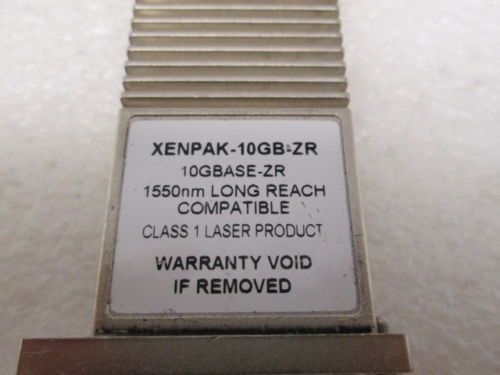 XENPAK-10GB-ZR
10GBASE-ZR
1550nm LONG REACH
COMPATIBLE
CLASS 1 LASER PRODUCT
WARRANTY VOID
IF REMOVED